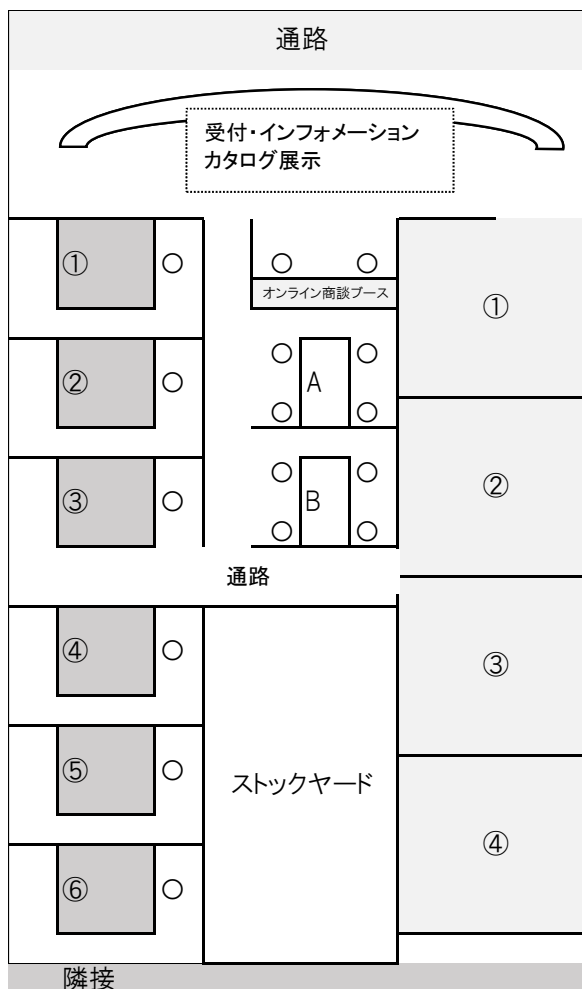 通路
受付・インフォメーション
カタログ展示
①
オンライン商談ブース
①
②
A
③
B
②
通路
④
③
⑤
ストックヤード
④
⑥
隣接